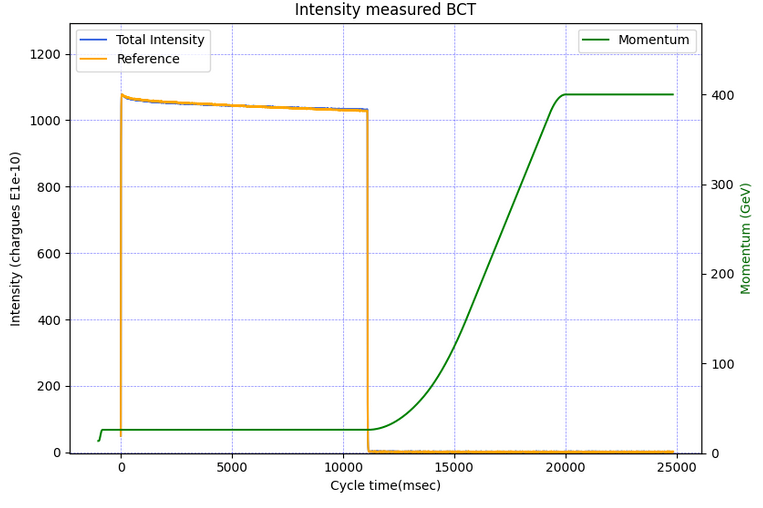 Intensity measured BCT
Total Intensity
Reference
Momentum
1200
1000
800
600
400
200
0
Intensity (chargues E1e-10)
400
300
200
100
0
Momentum (GeV)
0
5000
10000
15000
20000
25000
Cycle time(msec)